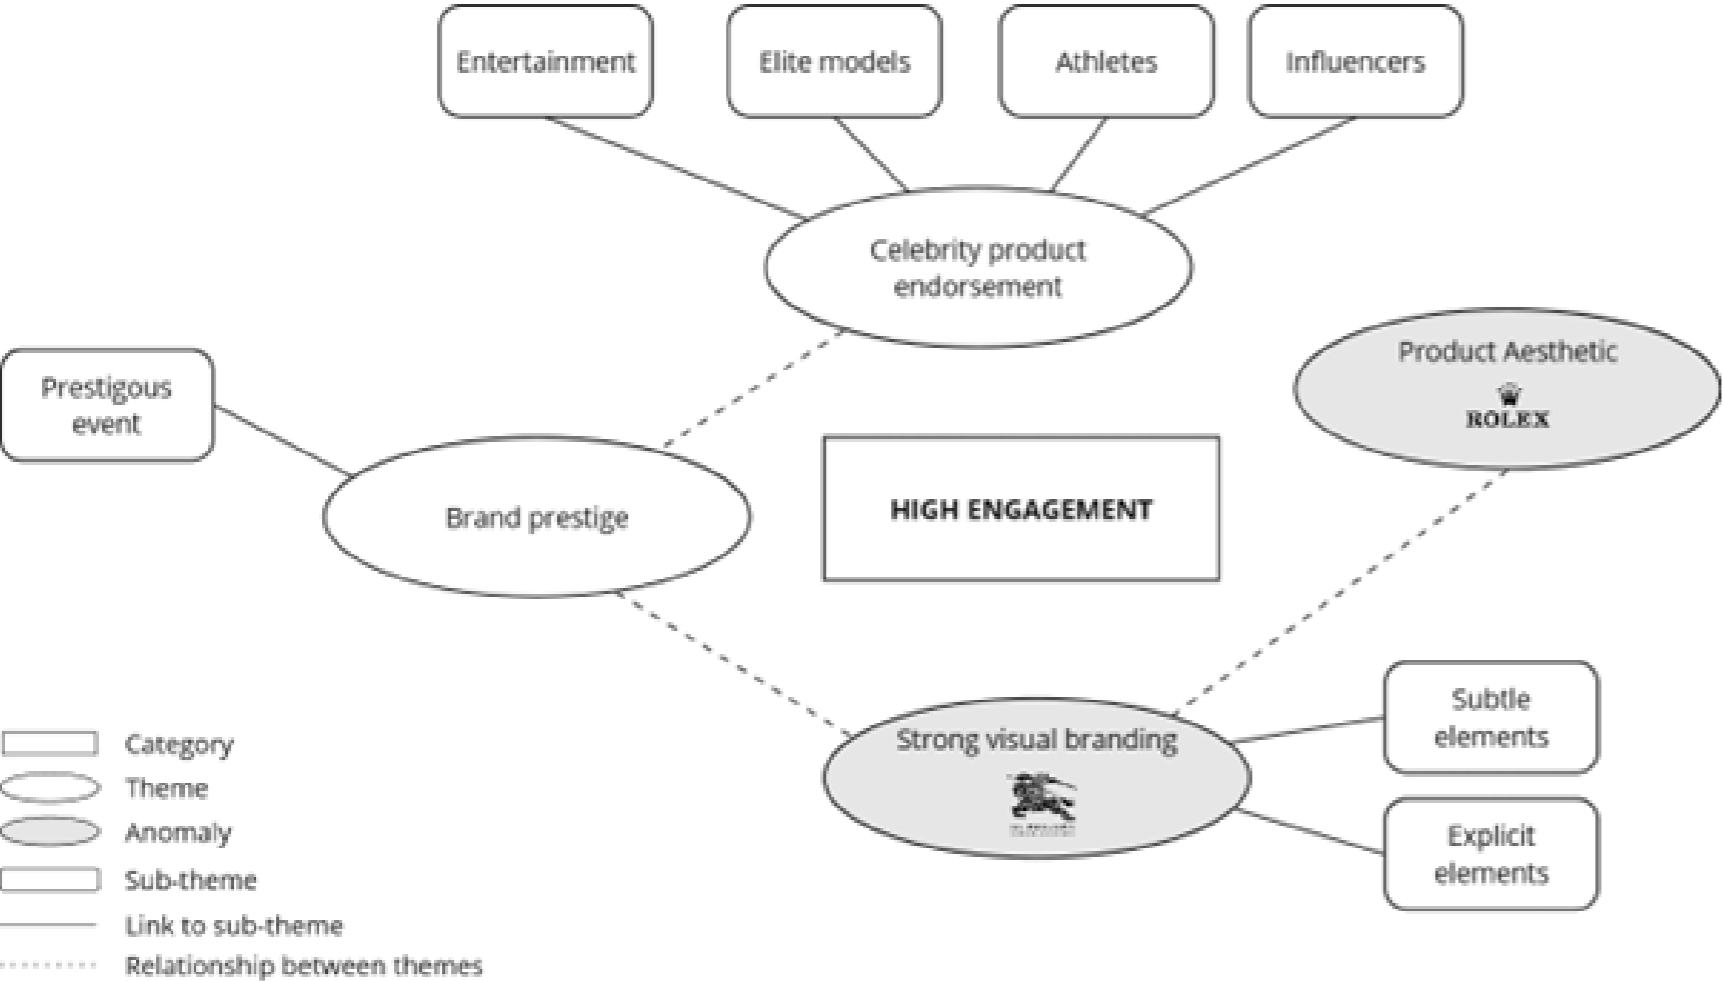 Entertainment
Elite models
Athletes
Influencers
Celebrity product
endorsement
Product Aesthetic
ROLEX
Prestigous
event
Brand prestige
HIGH ENGAGEMENT
Strong visual branding
Subtle
elements
Explicit
elements
Category
Theme
Anomaly
Sub-theme
Link to sub-theme
Relationship between themes